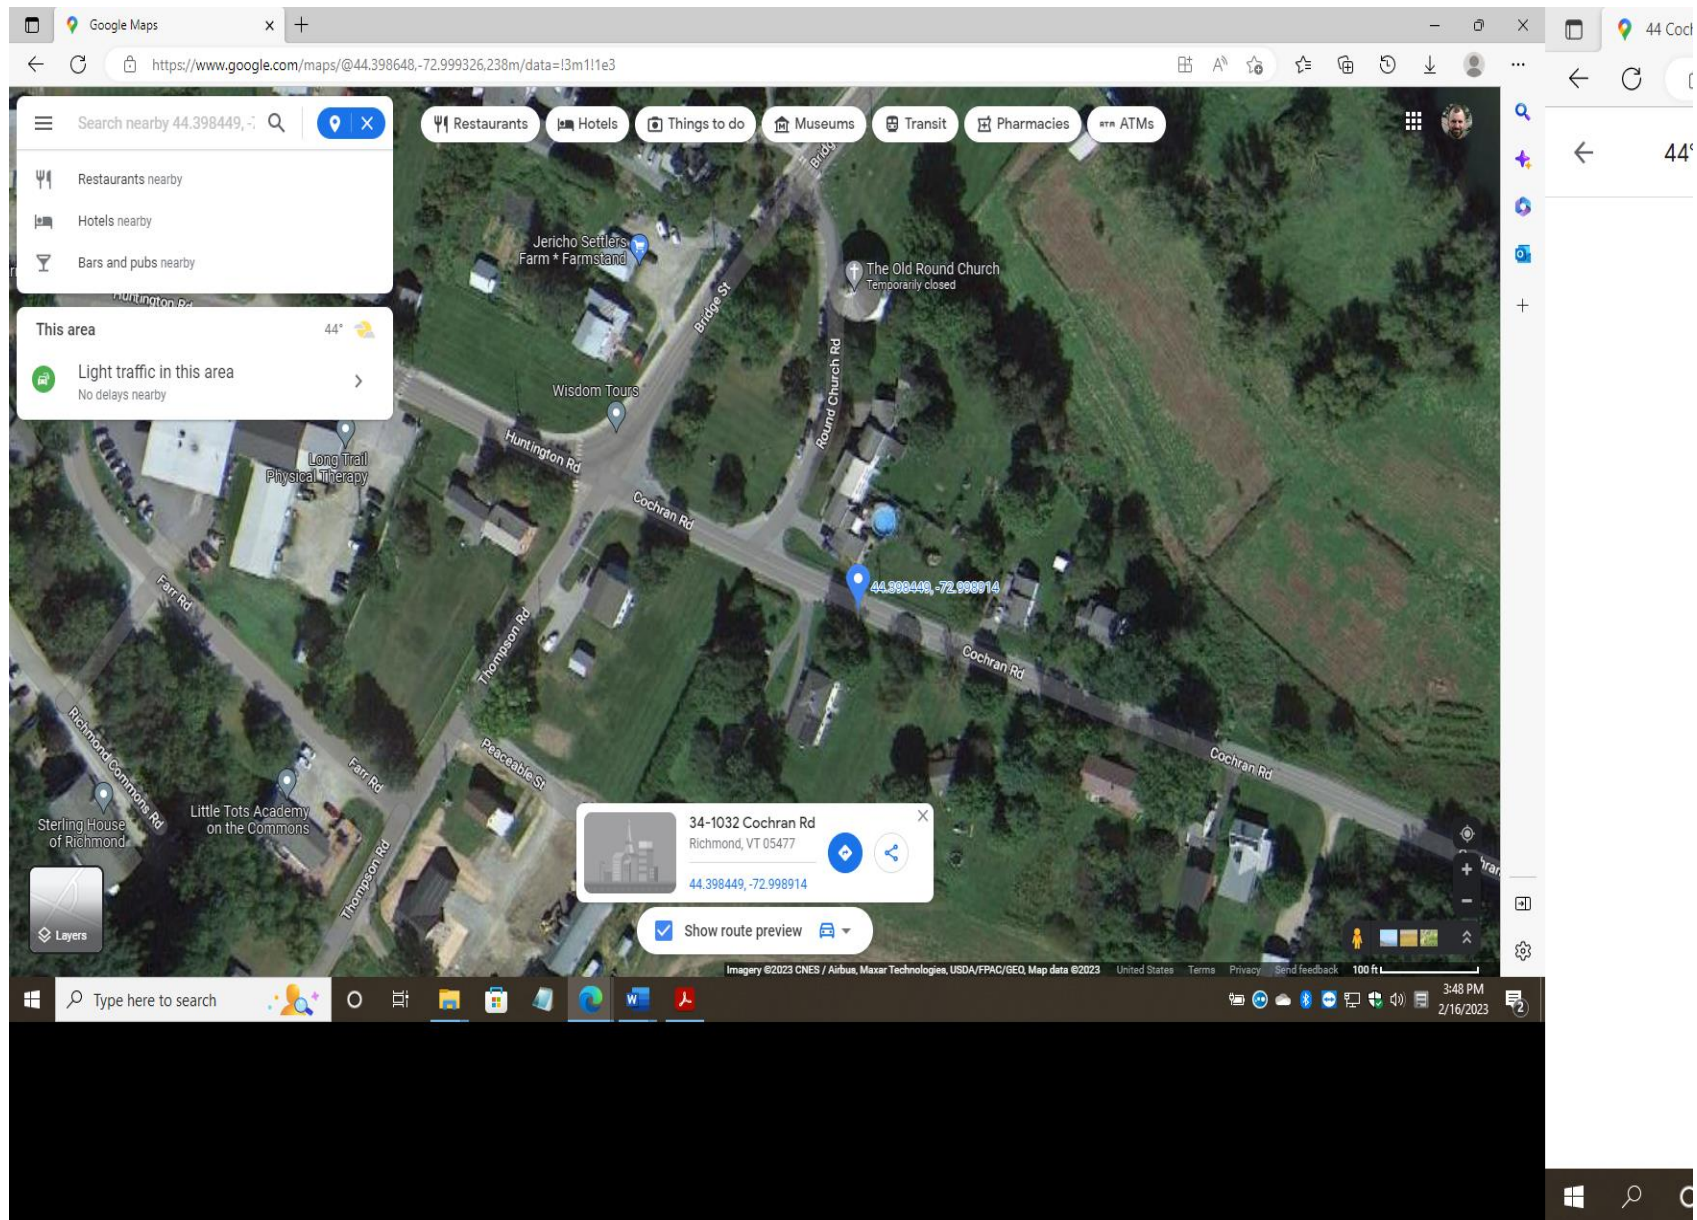 Google Maps
44 Coch
https://www.google.com/maps/@44.398648,-72.999326,238m/data=!3m1!1e3
Search nearby 44.398449, -7
Restaurants
Hotels
Things to do
Museums
Transit
Pharmacies
ATMs
44°
Restaurants nearby
Hotels nearby
Bars and pubs nearby
Huntington Rd
This area
44°
Light traffic in this area
No delays nearby
Bridge St
Jericho Settlers
Farm * Farmstand
The Old Round Church
Temporarily closed
Bridge St
Round Church Rd
Wisdom Tours
Huntington Rd
Long Trail
Physical Therapy
Cochran Rd
44.398449, -72.998914
Farr Rd
Thompson Rd
Cochran Rd
Richmond Commons Rd
Peaceable St
Cochran Rd
Farr Rd
Little Tots Academy
on the Commons
Sterling House
of Richmond
Thompson Rd
34-1032 Cochran Rd
Richmond, VT 05477
44.398449, -72.998914
Layers
Show route preview
Imagery ©2023 CNES / Airbus, Maxar Technologies, USDA/FPAC/GEO, Map data ©2023
United States
Terms
Privacy
Send feedback
100 ft
Type here to search
3:48 PM
2/16/2023
2